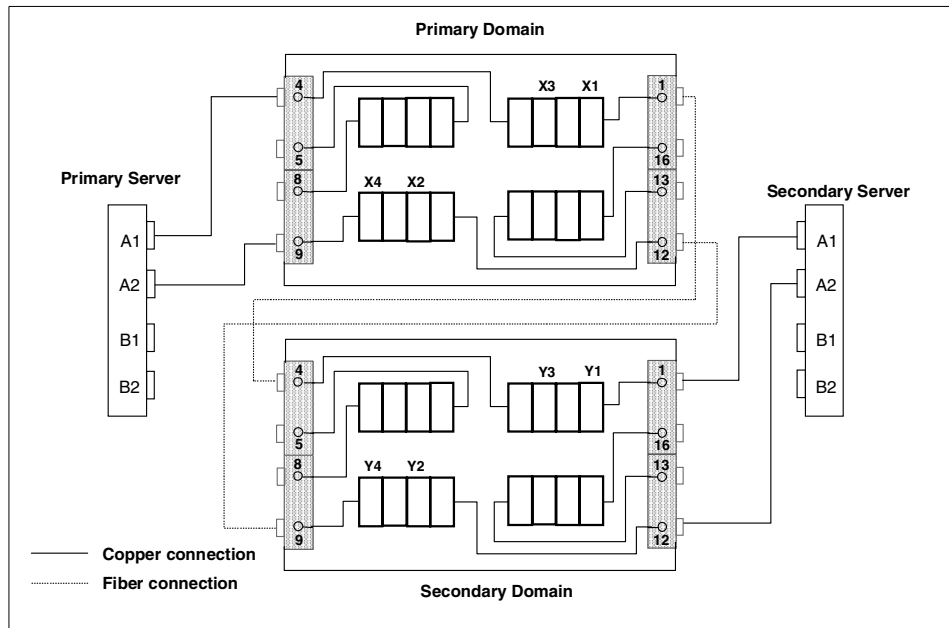 Primary Domain
4
X3 X1
1
5
16
Primary Server
8
X4 X2
13
Secondary Server
A1
A2
B1
B2
9
12
A1
A2
B1
B2
4
Y3 Y1
1
5
16
8
Y4 Y2
13
9
12
Copper connection
Fiber connection
Secondary Domain